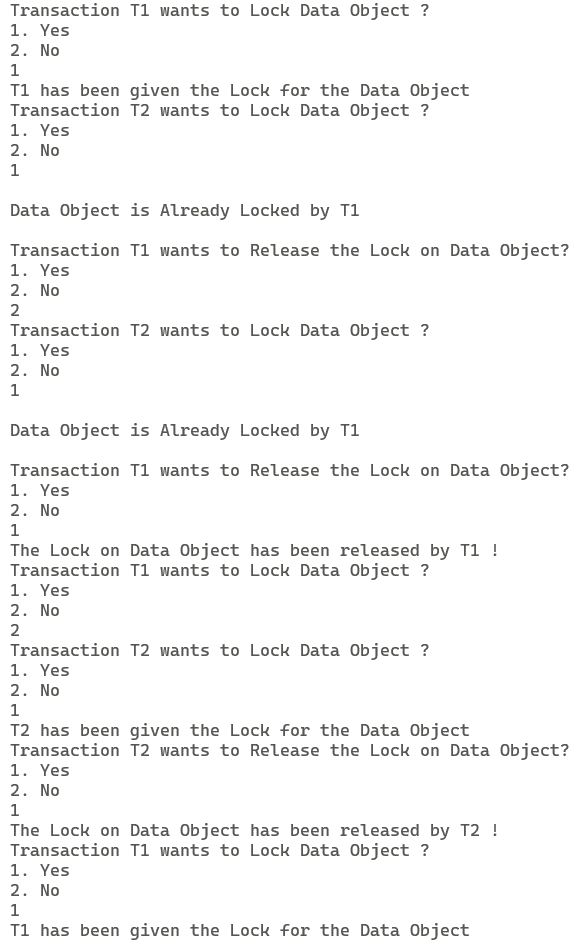 Transaction T1 wants to Lock Data Object ?
1. Yes
2. No
1
T1 has been given the Lock for the Data Object
Transaction T2 wants to Lock Data Object ?
1. Yes
2. No
1
Data Object is Already Locked by T1
Transaction T1 wants to Release the Lock on Data Object?
1. Yes
2. No
2
Transaction T2 wants to Lock Data Object ?
1. Yes
2. No
1
Data Object is Already Locked by T1
Transaction T1 wants to Release the Lock on Data Object?
1. Yes
2. No
1
The Lock on Data Object has been released by T1 !
Transaction T1 wants to Lock Data Object ?
1. Yes
2. No
2
Transaction T2 wants to Lock Data Object ?
1. Yes
2. No
1
T2 has been given the Lock for the Data Object
Transaction T2 wants to Release the Lock on Data Object?
1. Yes
2. No
1
The Lock on Data Object has been released by T2 !
Transaction T1 wants to Lock Data Object ?
1. Yes
2. No
1
T1 has been given the Lock for the Data Object